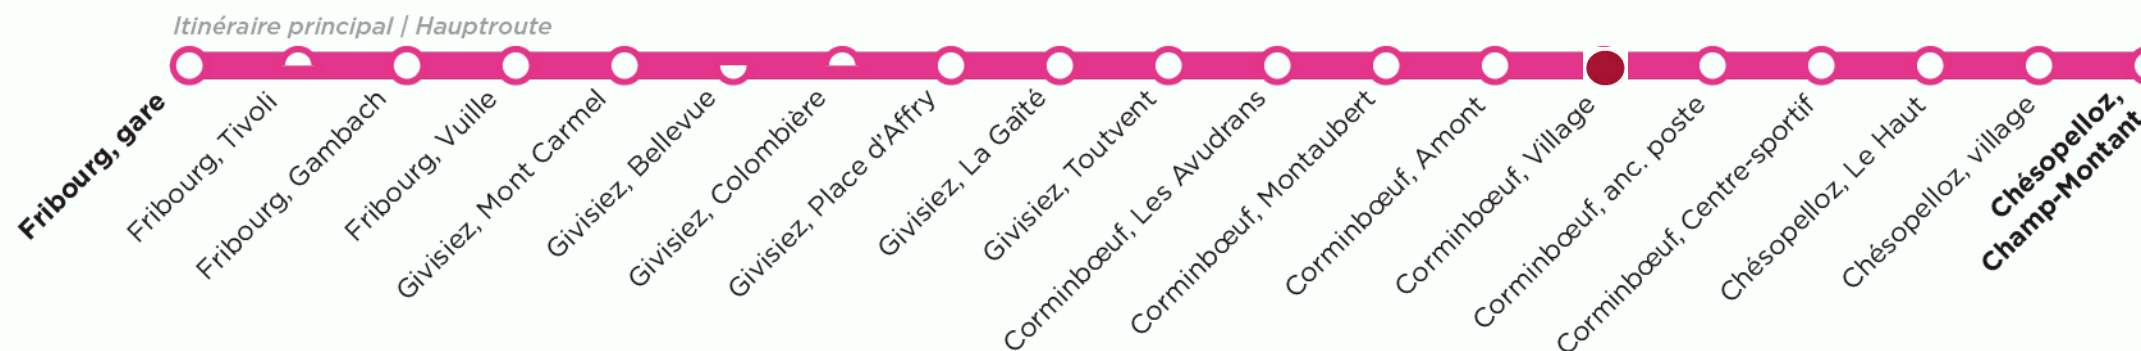 Itinéraire principal | Hauptroute
Fribourg, gare
Fribourg, Tivoli
Fribourg, Gambach
Fribourg, Vuille
Givisiez, Mont Carmel
Givisiez, Bellevue
Givisiez, Colombière
Givisiez, Place d'Affry
Givisiez, La Gaîté
Givisiez, Toutvent
Corminbœuf, Les Avudrans
Corminbœuf, Montaubert
Corminbœuf, Amont
Corminbœuf, Village
Corminbœuf, anc. poste
Corminbœuf, Centre-sportif
Chésopelloz, Le Haut
Chésopelloz, village
Chésopelloz,
Champ-Montant